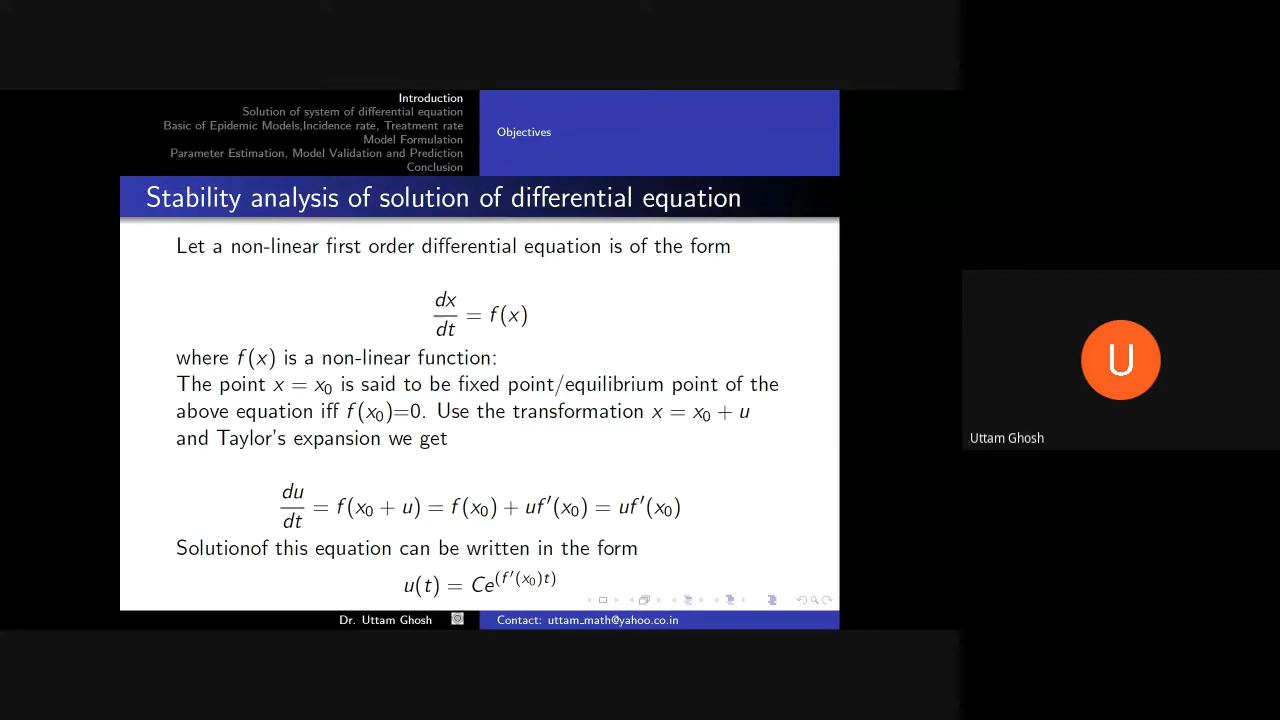 Introduction
Solution of system of differential equation
Basic of Epidemic Models,Incidence rate, Treatment rate
Model Formulation
Parameter Estimation, Model Validation and Prediction
Conclusion
Objectives
Stability analysis of solution of differential equation
Let a non-linear first order differential equation is of the form
dx/dt = f(x)
where f(x) is a non-linear function:
The point x = x₀ is said to be fixed point/equilibrium point of the
above equation iff f(x₀)=0. Use the transformation x = x₀ + u
and Taylor's expansion we get
du/dt = f(x₀ + u) = f(x₀) + uf′(x₀) = uf′(x₀)
Solutionof this equation can be written in the form
u(t) = Ce^(f′(x₀)t)
Dr. Uttam Ghosh
Contact: uttam_math@yahoo.co.in
U
Uttam Ghosh